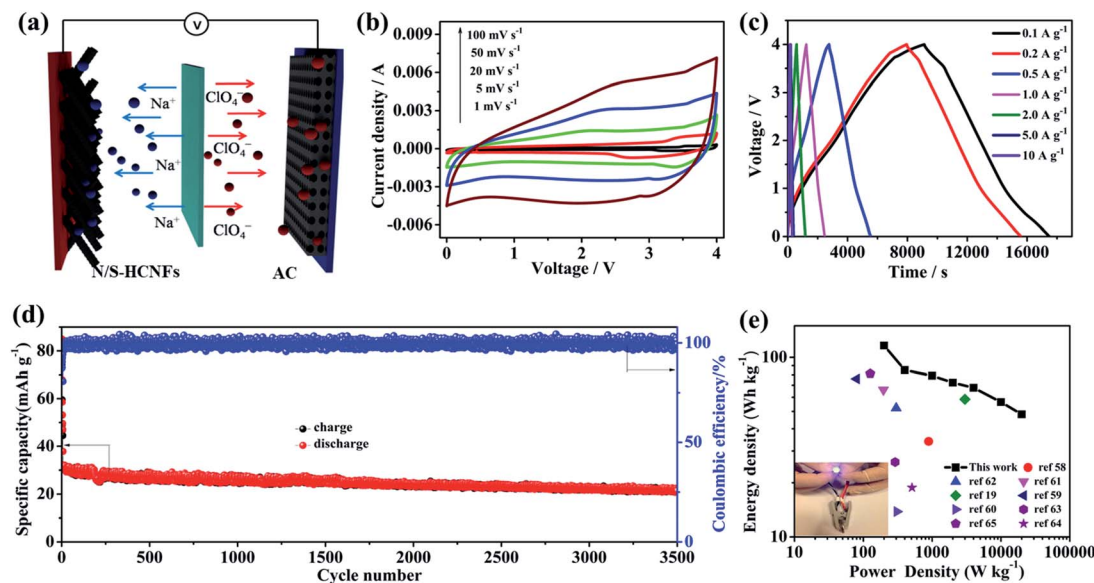 (a)
V
Na⁺
ClO₄⁻
Na⁺
ClO₄⁻
Na⁺
ClO₄⁻
Na⁺
ClO₄⁻
N/S-HCNFs
AC
(b)
0.009
0.006
0.003
0.000
-0.003
-0.006
Current density / A
100 mV s⁻¹
50 mV s⁻¹
20 mV s⁻¹
5 mV s⁻¹
1 mV s⁻¹
0 1 2 3 4
Voltage / V
(c)
5
4
3
2
1
0
Voltage / V
0.1 A g⁻¹
0.2 A g⁻¹
0.5 A g⁻¹
1.0 A g⁻¹
2.0 A g⁻¹
5.0 A g⁻¹
10 A g⁻¹
0 4000 8000 12000 16000
Time / s
(d)
80
60
40
20
0
Specific capacity(mAh g⁻¹)
charge
discharge
100
50
0
Coulombic efficiency/%
0 500 1000 1500 2000 2500 3000 3500
Cycle number
(e)
100
10
Energy density (Wh kg⁻¹)
This work ref 58
ref 62 ref 61
ref 19 ref 59
ref 60 ref 63
ref 65 ref 64
10 100 1000 10000 100000
Power Density (W kg⁻¹)